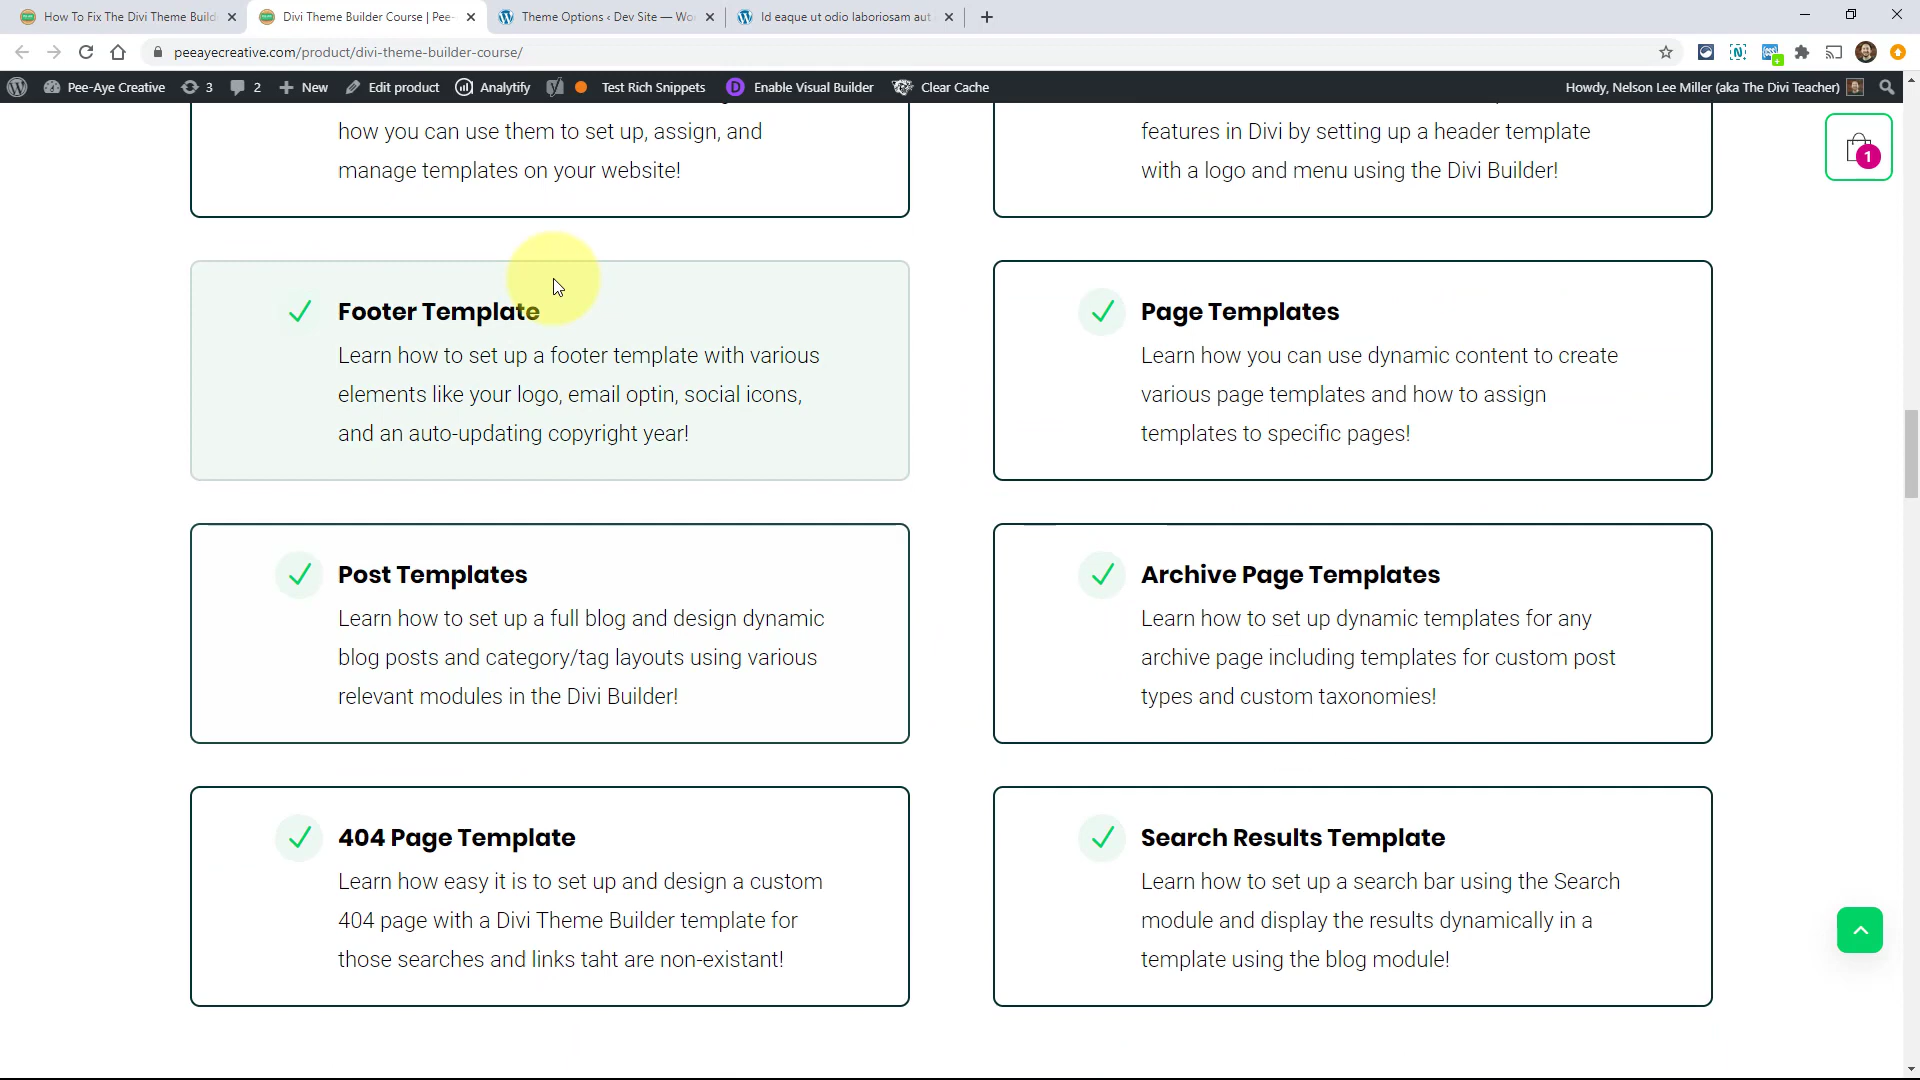 How To Fix The Divi Theme Build
Divi Theme Builder Course | Pee-
Theme Options ‹ Dev Site — Wo
Id eaque ut odio laboriosam aut
peeayecreative.com/product/divi-theme-builder-course/
Pee-Aye Creative
3
2
New
Edit product
Analytify
Test Rich Snippets
D
Enable Visual Builder
Clear Cache
Howdy, Nelson Lee Miller (aka The Divi Teacher)
1
how you can use them to set up, assign, and
manage templates on your website!
features in Divi by setting up a header template
with a logo and menu using the Divi Builder!
Footer Template
Learn how to set up a footer template with various
elements like your logo, email optin, social icons,
and an auto-updating copyright year!
Page Templates
Learn how you can use dynamic content to create
various page templates and how to assign
templates to specific pages!
Post Templates
Learn how to set up a full blog and design dynamic
blog posts and category/tag layouts using various
relevant modules in the Divi Builder!
Archive Page Templates
Learn how to set up dynamic templates for any
archive page including templates for custom post
types and custom taxonomies!
404 Page Template
Learn how easy it is to set up and design a custom
404 page with a Divi Theme Builder template for
those searches and links taht are non-existant!
Search Results Template
Learn how to set up a search bar using the Search
module and display the results dynamically in a
template using the blog module!